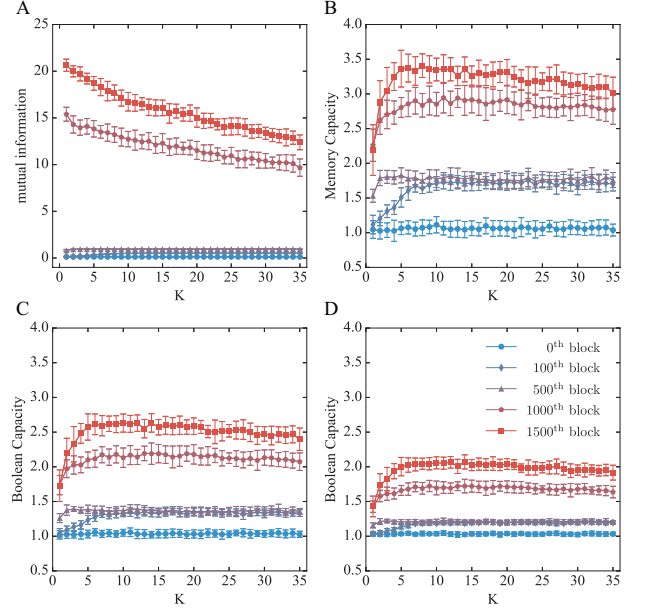 A
25
20
15
10
5
0
mutual information
0 5 10 15 20 25 30 35
K
B
4.0
3.5
3.0
2.5
2.0
1.5
1.0
0.5
Memory Capacity
0 5 10 15 20 25 30 35
K
C
4.0
3.5
3.0
2.5
2.0
1.5
1.0
0.5
Boolean Capacity
0 5 10 15 20 25 30 35
K
D
4.0
3.5
3.0
2.5
2.0
1.5
1.0
0.5
Boolean Capacity
0th block
100th block
500th block
1000th block
1500th block
0 5 10 15 20 25 30 35
K